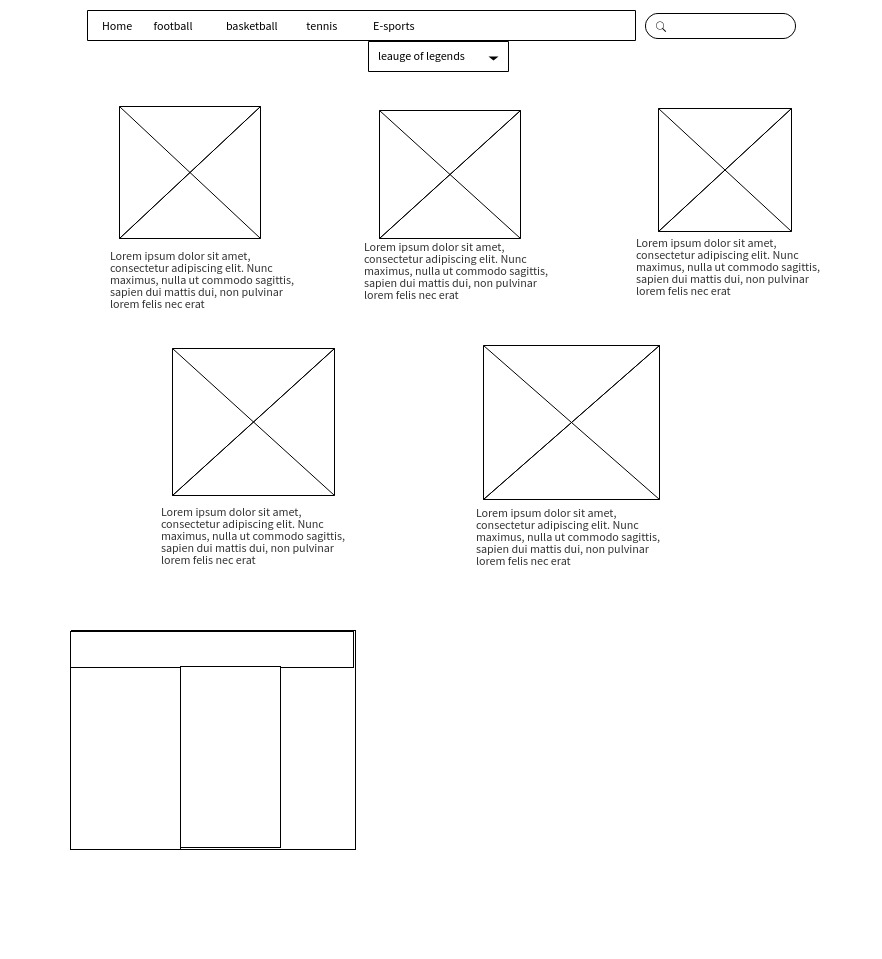 Home football basketball tennis E-sports
leauge of legends
Lorem ipsum dolor sit amet,
consectetur adipiscing elit. Nunc
maximus, nulla ut commodo sagittis,
sapien dui mattis dui, non pulvinar
lorem felis nec erat
Lorem ipsum dolor sit amet,
consectetur adipiscing elit. Nunc
maximus, nulla ut commodo sagittis,
sapien dui mattis dui, non pulvinar
lorem felis nec erat
Lorem ipsum dolor sit amet,
consectetur adipiscing elit. Nunc
maximus, nulla ut commodo sagittis,
sapien dui mattis dui, non pulvinar
lorem felis nec erat
Lorem ipsum dolor sit amet,
consectetur adipiscing elit. Nunc
maximus, nulla ut commodo sagittis,
sapien dui mattis dui, non pulvinar
lorem felis nec erat
Lorem ipsum dolor sit amet,
consectetur adipiscing elit. Nunc
maximus, nulla ut commodo sagittis,
sapien dui mattis dui, non pulvinar
lorem felis nec erat